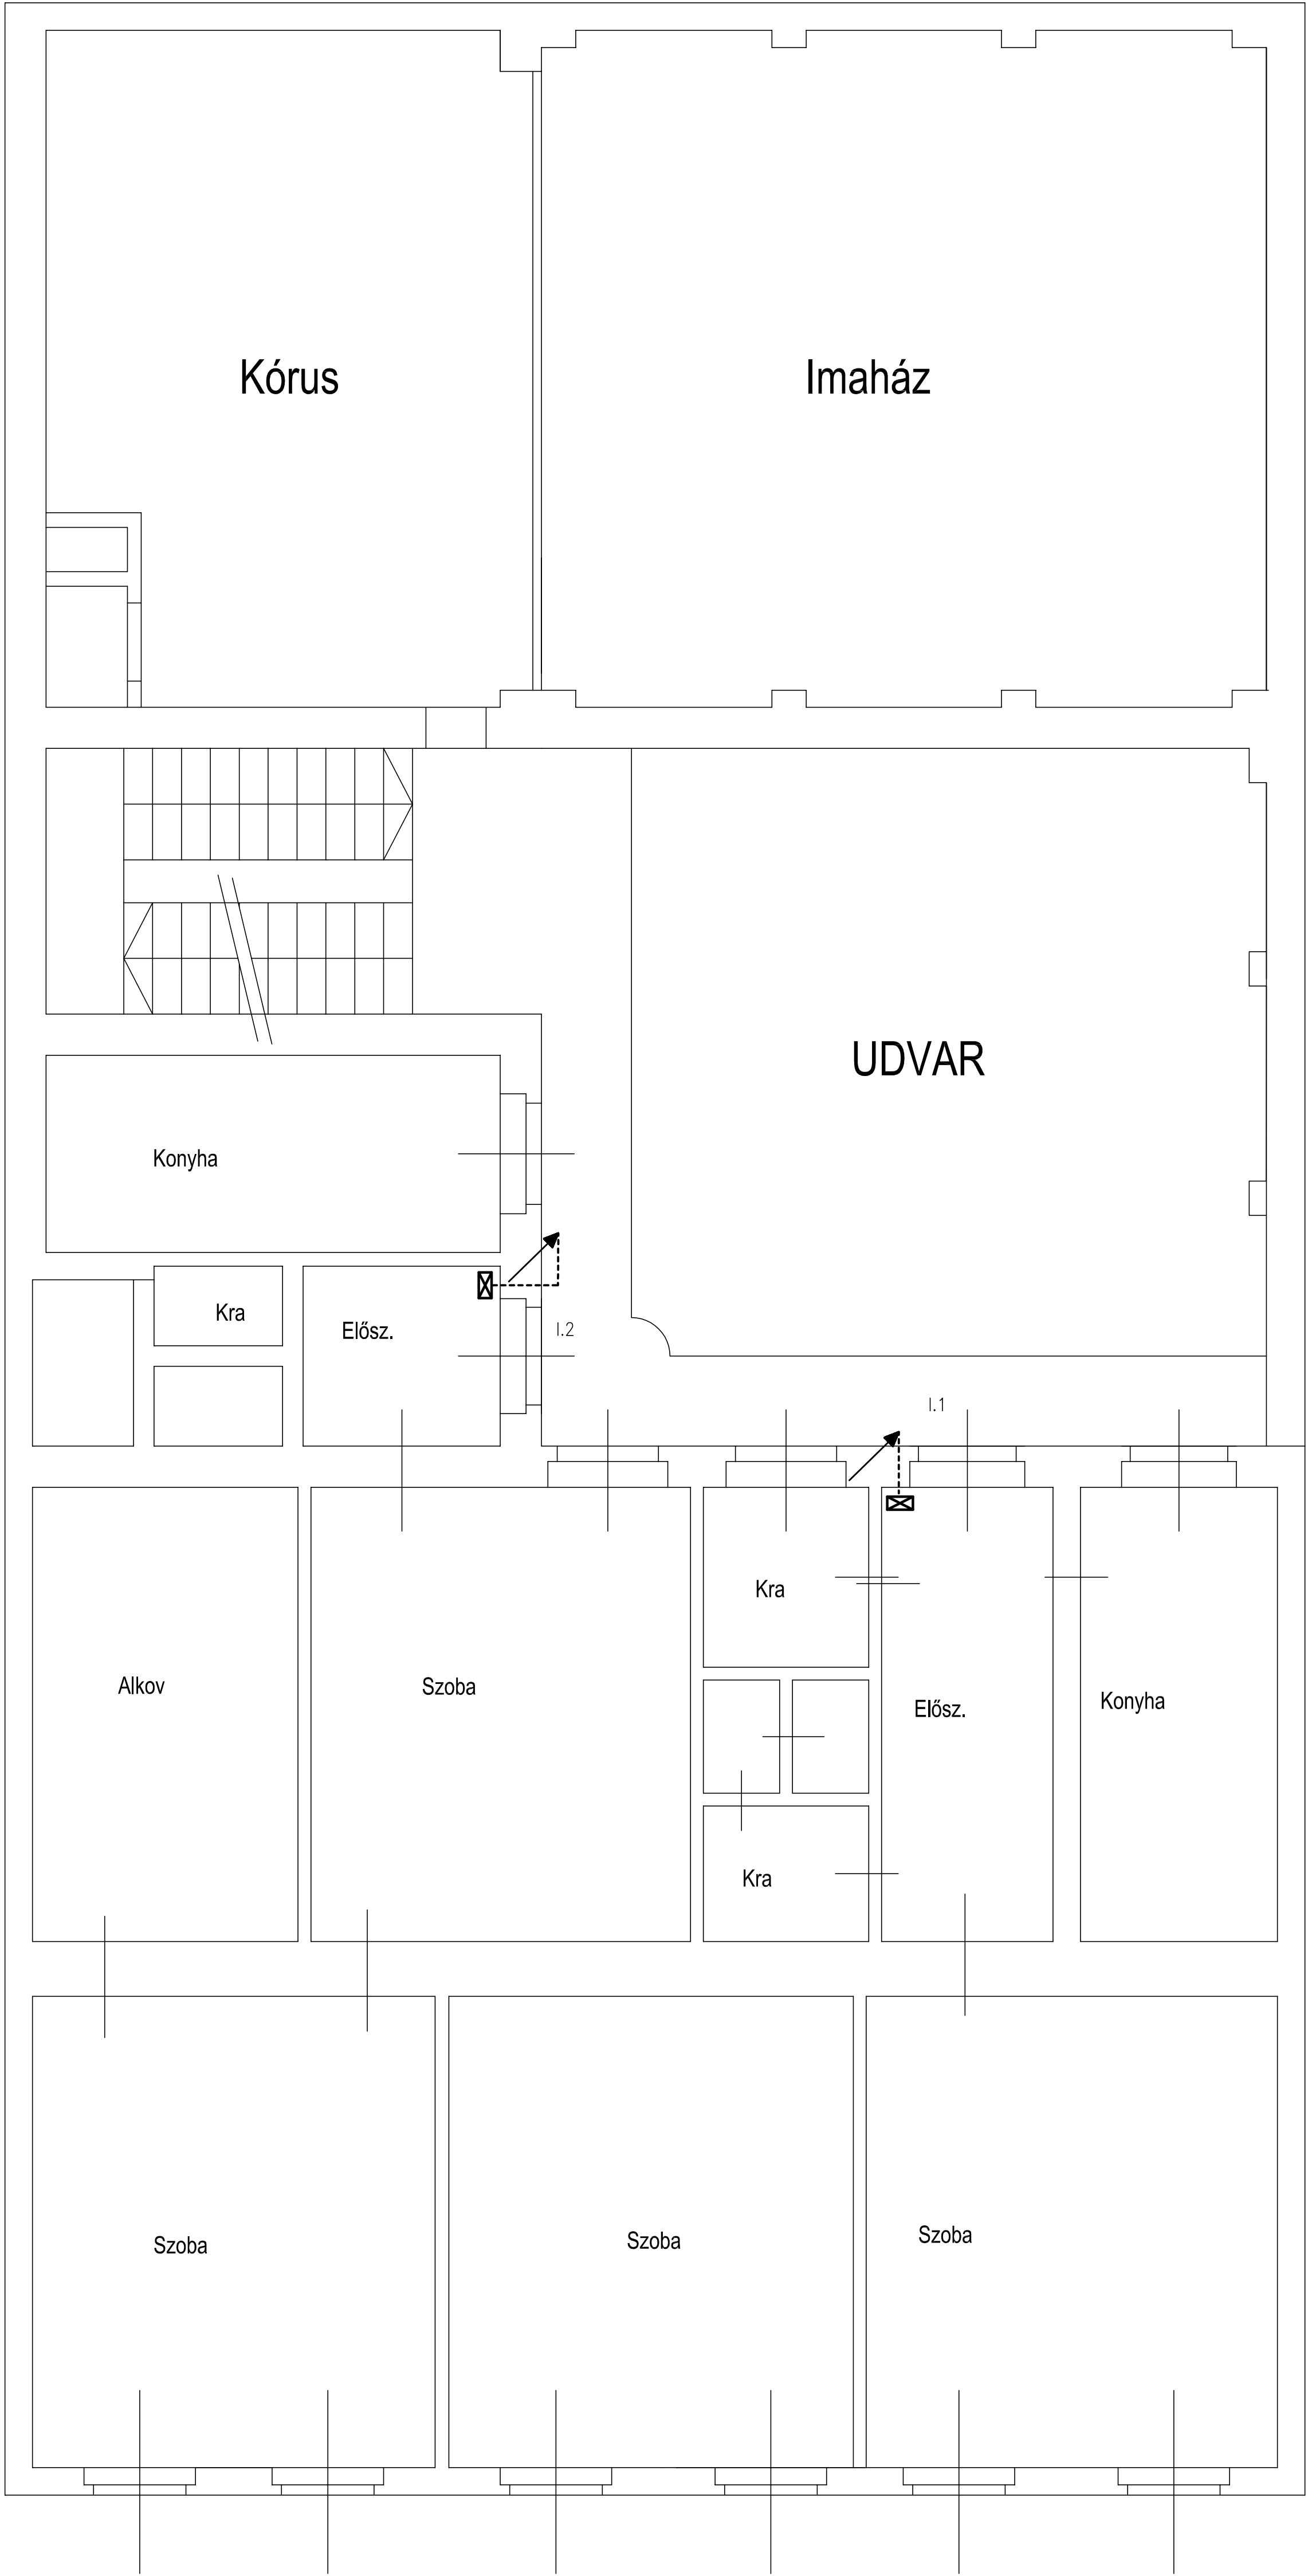 Kórus
Imaház
UDVAR
Konyha
Kra
Elősz.
I.2
I.1
Kra
Alkov
Szoba
Elősz.
Konyha
Kra
Szoba
Szoba
Szoba